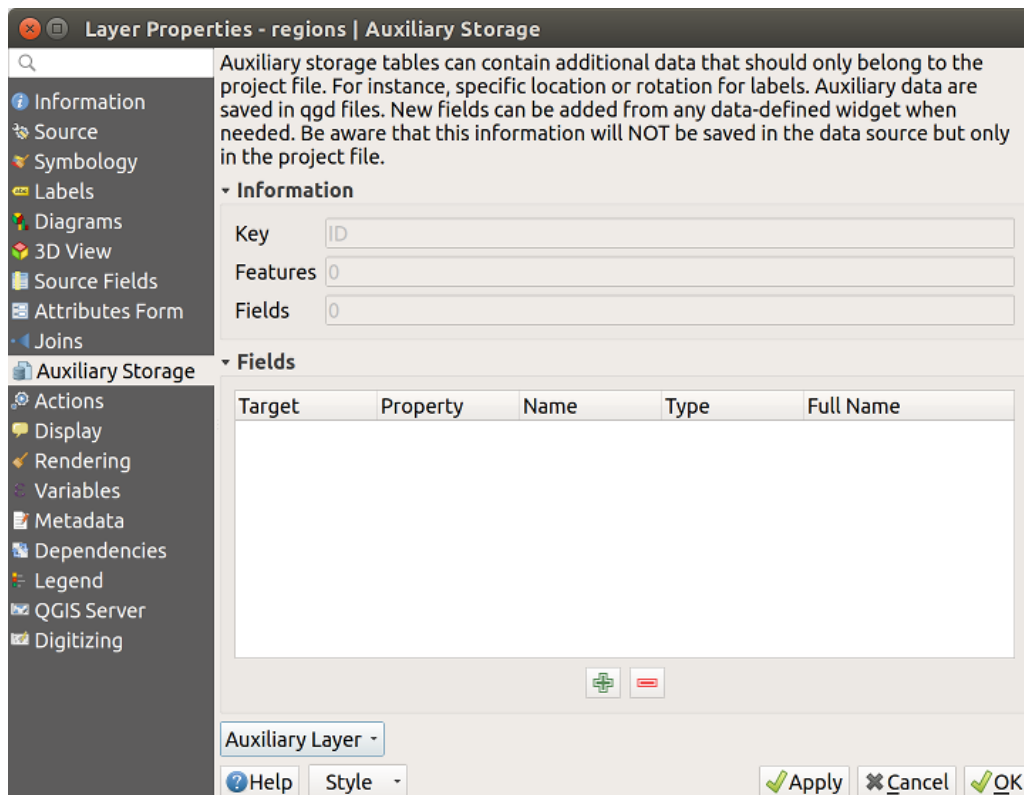 Layer Properties - regions | Auxiliary Storage
Information
Source
Symbology
Labels
Diagrams
3D View
Source Fields
Attributes Form
Joins
Auxiliary Storage
Actions
Display
Rendering
Variables
Metadata
Dependencies
Legend
QGIS Server
Digitizing
Auxiliary storage tables can contain additional data that should only belong to the
project file. For instance, specific location or rotation for labels. Auxiliary data are
saved in qgd files. New fields can be added from any data-defined widget when
needed. Be aware that this information will NOT be saved in the data source but only
in the project file.
Information
Key ID
Features 0
Fields 0
Fields
Target Property Name Type Full Name
Auxiliary Layer
Help Style Apply Cancel OK